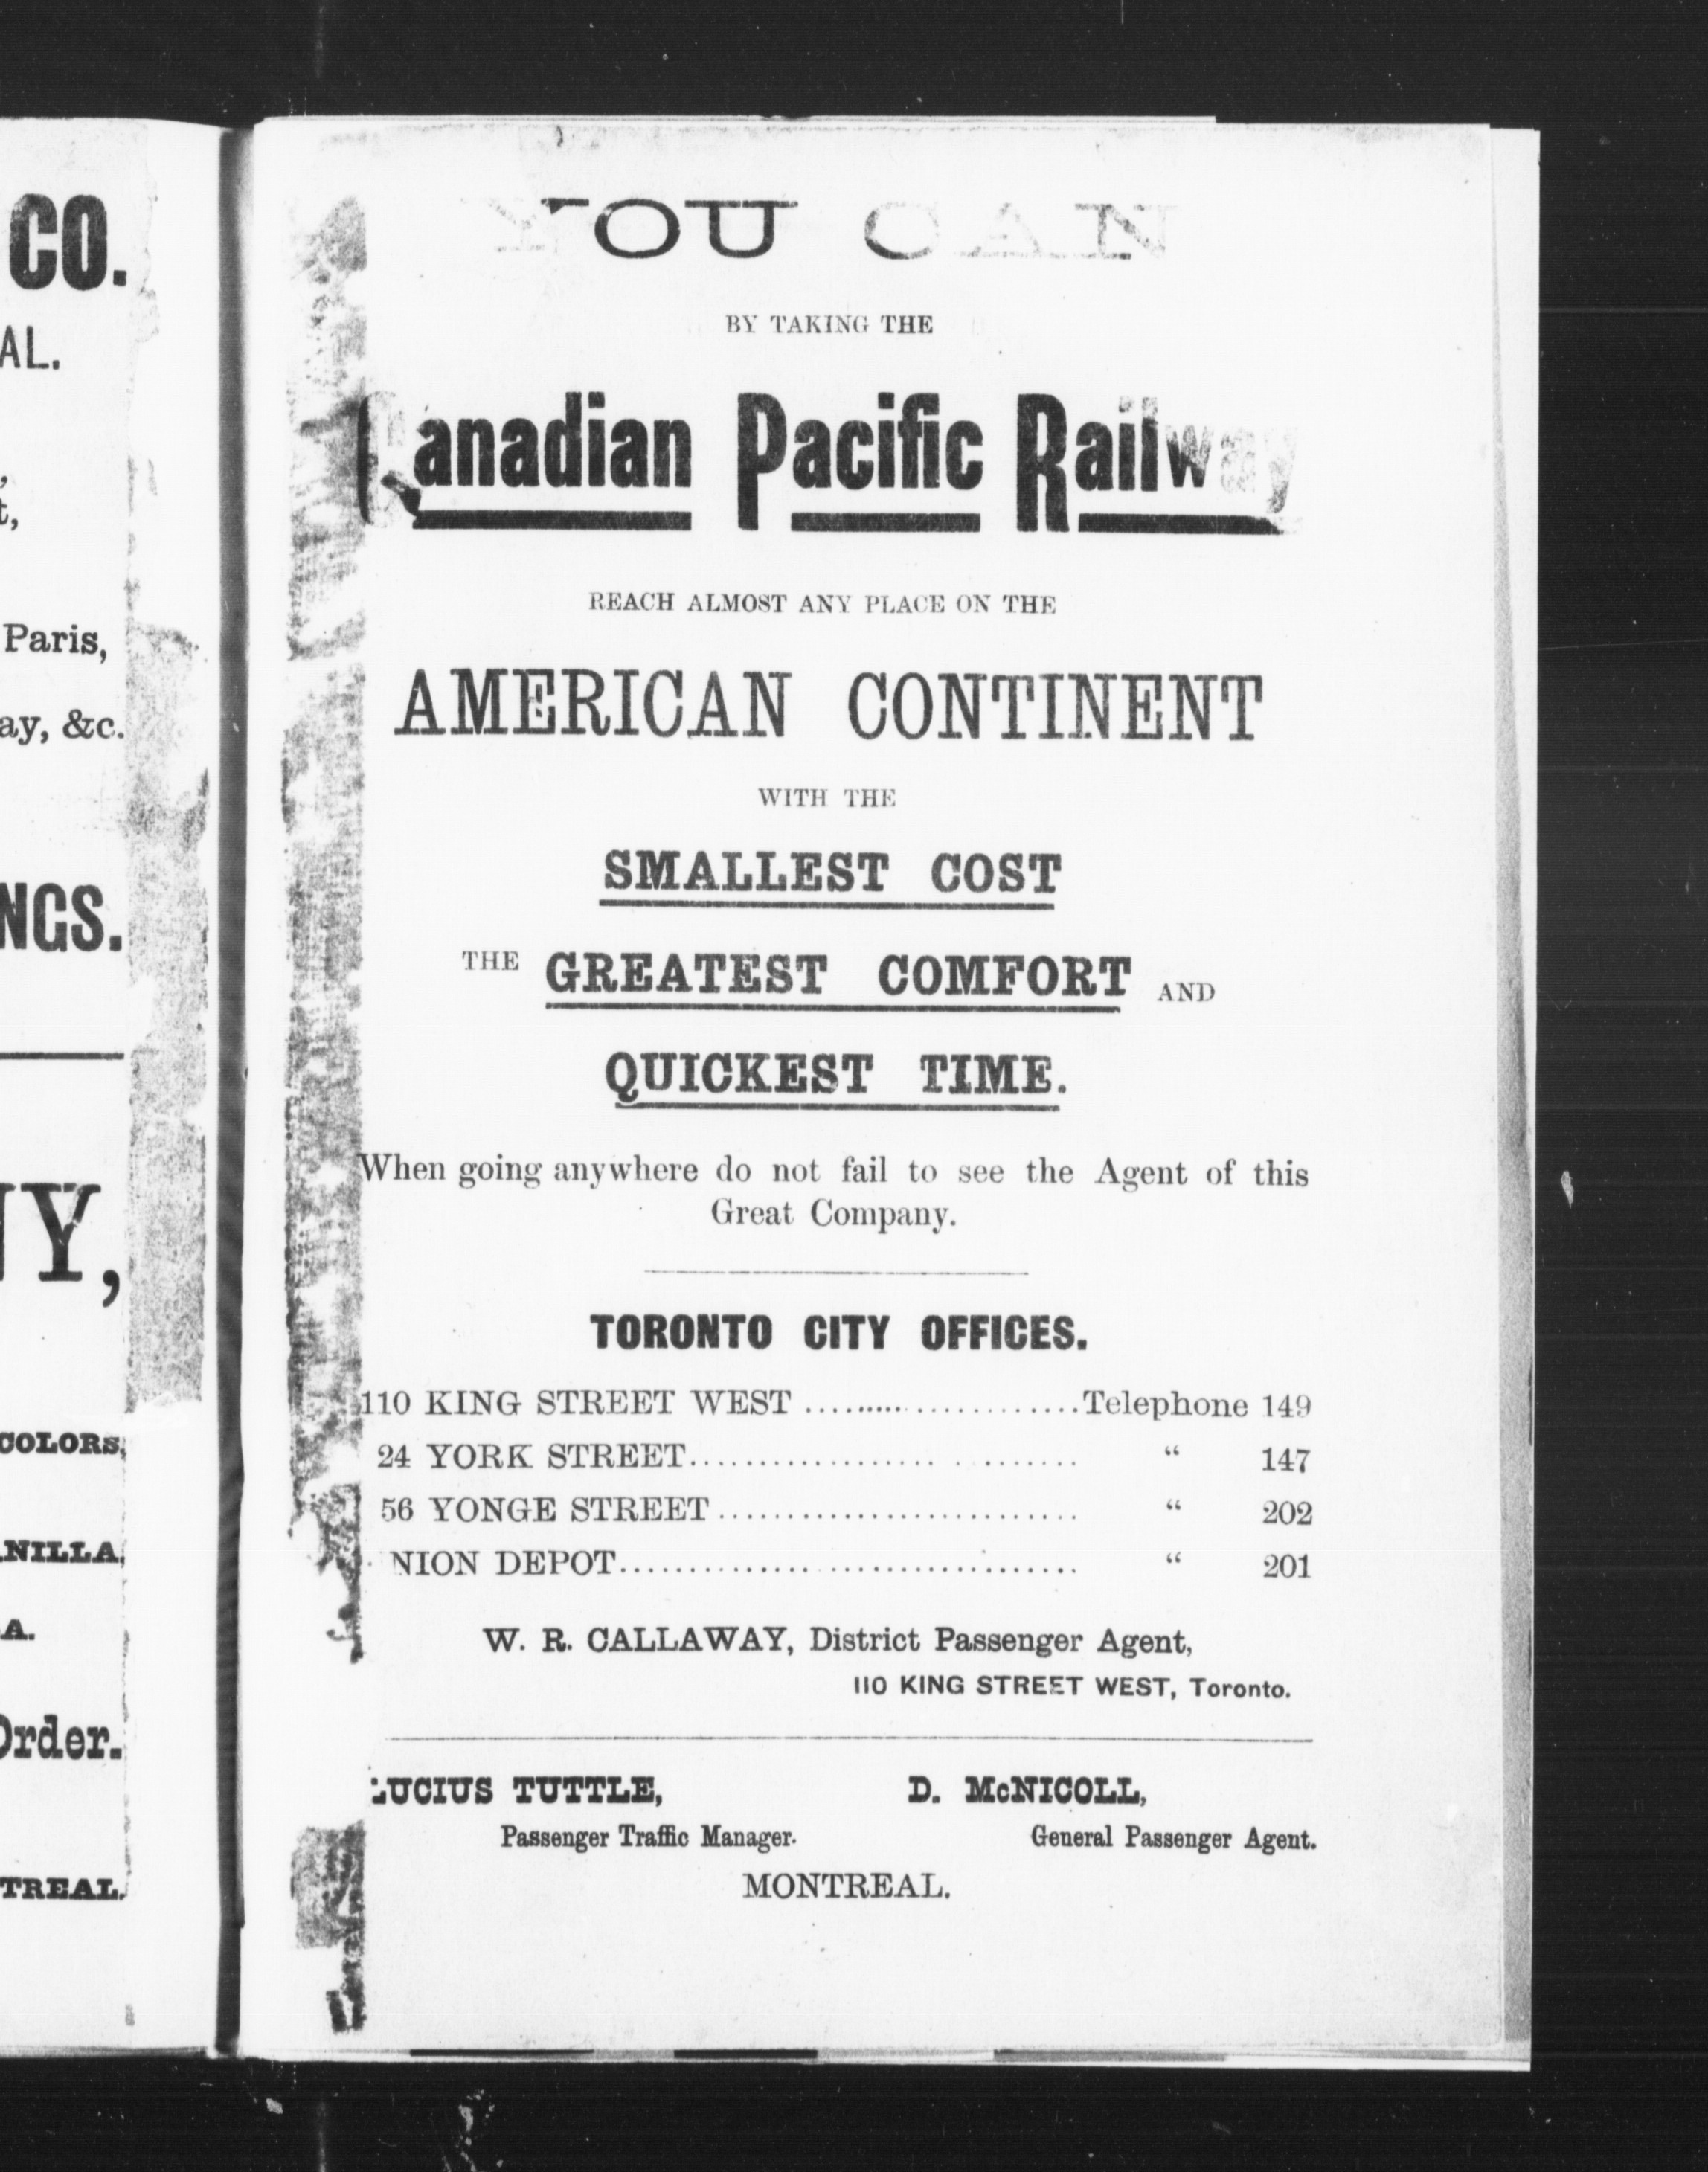 CO.
AL.
t,
Paris,
ay, &c.
NGS.
NY,
COLORS,
NILLA,
A.
Order.
TREAL.
YOU CAN
BY TAKING THE
Canadian Pacific Railway
REACH ALMOST ANY PLACE ON THE
AMERICAN CONTINENT
WITH THE
SMALLEST COST
THE GREATEST COMFORT AND
QUICKEST TIME.
When going anywhere do not fail to see the Agent of this
Great Company.
TORONTO CITY OFFICES.
110 KING STREET WEST ........................Telephone 149
24 YORK STREET............................ “ 147
56 YONGE STREET........................... “ 202
NION DEPOT.................................. “ 201
W. R. CALLAWAY, District Passenger Agent,
110 KING STREET WEST, Toronto.
LUCIUS TUTTLE, D. McNICOLL,
Passenger Traffic Manager. General Passenger Agent.
MONTREAL.